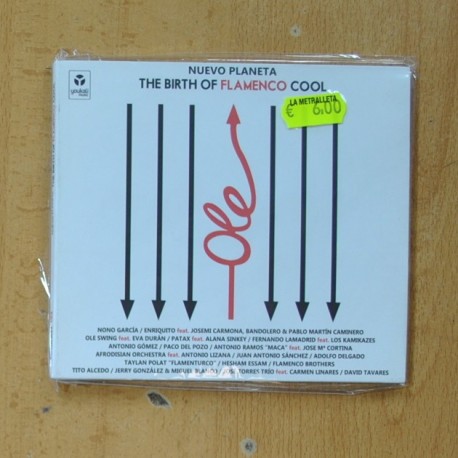 NUEVO PLANETA
THE BIRTH OF FLAMENCO COOL
youkali
LA METRALLETA
€ 6,00
Ole
NONO GARCÍA / ENRIQUITO feat. JOSEMI CARMONA, BANDOLERO & PABLO MARTÍN CAMINERO
OLE SWING feat. EVA DURÁN / PATAX feat. ALANA SINKEY / FERNANDO LAMADRID feat. LOS KAMIKAZES
ANTONIO GÓMEZ / PACO DEL POZO / ANTONIO RAMOS "MACA" feat. JOSE Mª CORTINA
AFRODISIAN ORCHESTRA feat. ANTONIO LIZANA / JUAN ANTONIO SÁNCHEZ / ADOLFO DELGADO
TAYLAN POLAT "FLAMENTURCO" / HESHAM ESSAM / FLAMENCO BROTHERS
TITO ALCEDO / JERRY GONZÁLEZ & MIGUEL BLANCO / TORRES TRIO feat. CARMEN LINARES / DAVID TAVARES